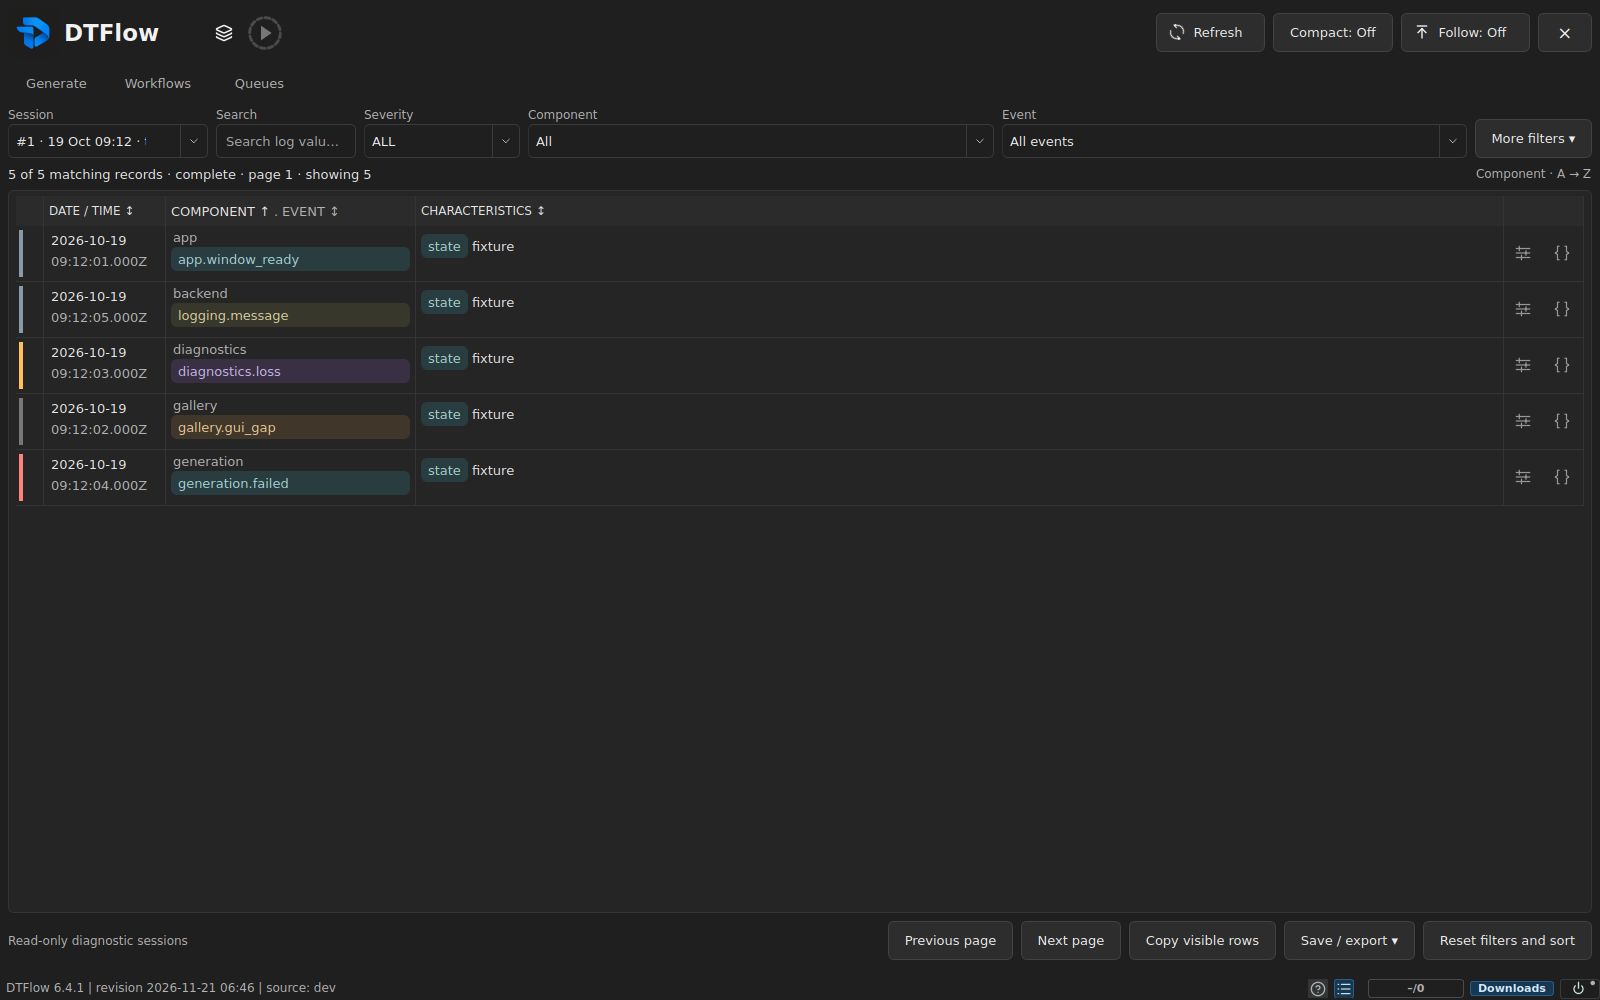 DTFlow
Refresh
Compact: Off
Follow: Off
Generate
Workflows
Queues
Session
Search
Severity
Component
Event
#1 · 19 Oct 09:12 ·
Search log valu...
ALL
All
All events
More filters ▾
5 of 5 matching records · complete · page 1 · showing 5
Component · A → Z
DATE / TIME ↕
COMPONENT ↑ . EVENT ↕
CHARACTERISTICS ↕
2026-10-19
09:12:01.000Z
app
app.window_ready
state fixture
{}
2026-10-19
09:12:05.000Z
backend
logging.message
state fixture
{}
2026-10-19
09:12:03.000Z
diagnostics
diagnostics.loss
state fixture
{}
2026-10-19
09:12:02.000Z
gallery
gallery.gui_gap
state fixture
{}
2026-10-19
09:12:04.000Z
generation
generation.failed
state fixture
{}
Read-only diagnostic sessions
Previous page
Next page
Copy visible rows
Save / export ▾
Reset filters and sort
DTFlow 6.4.1 | revision 2026-11-21 06:46 | source: dev
-/0
Downloads